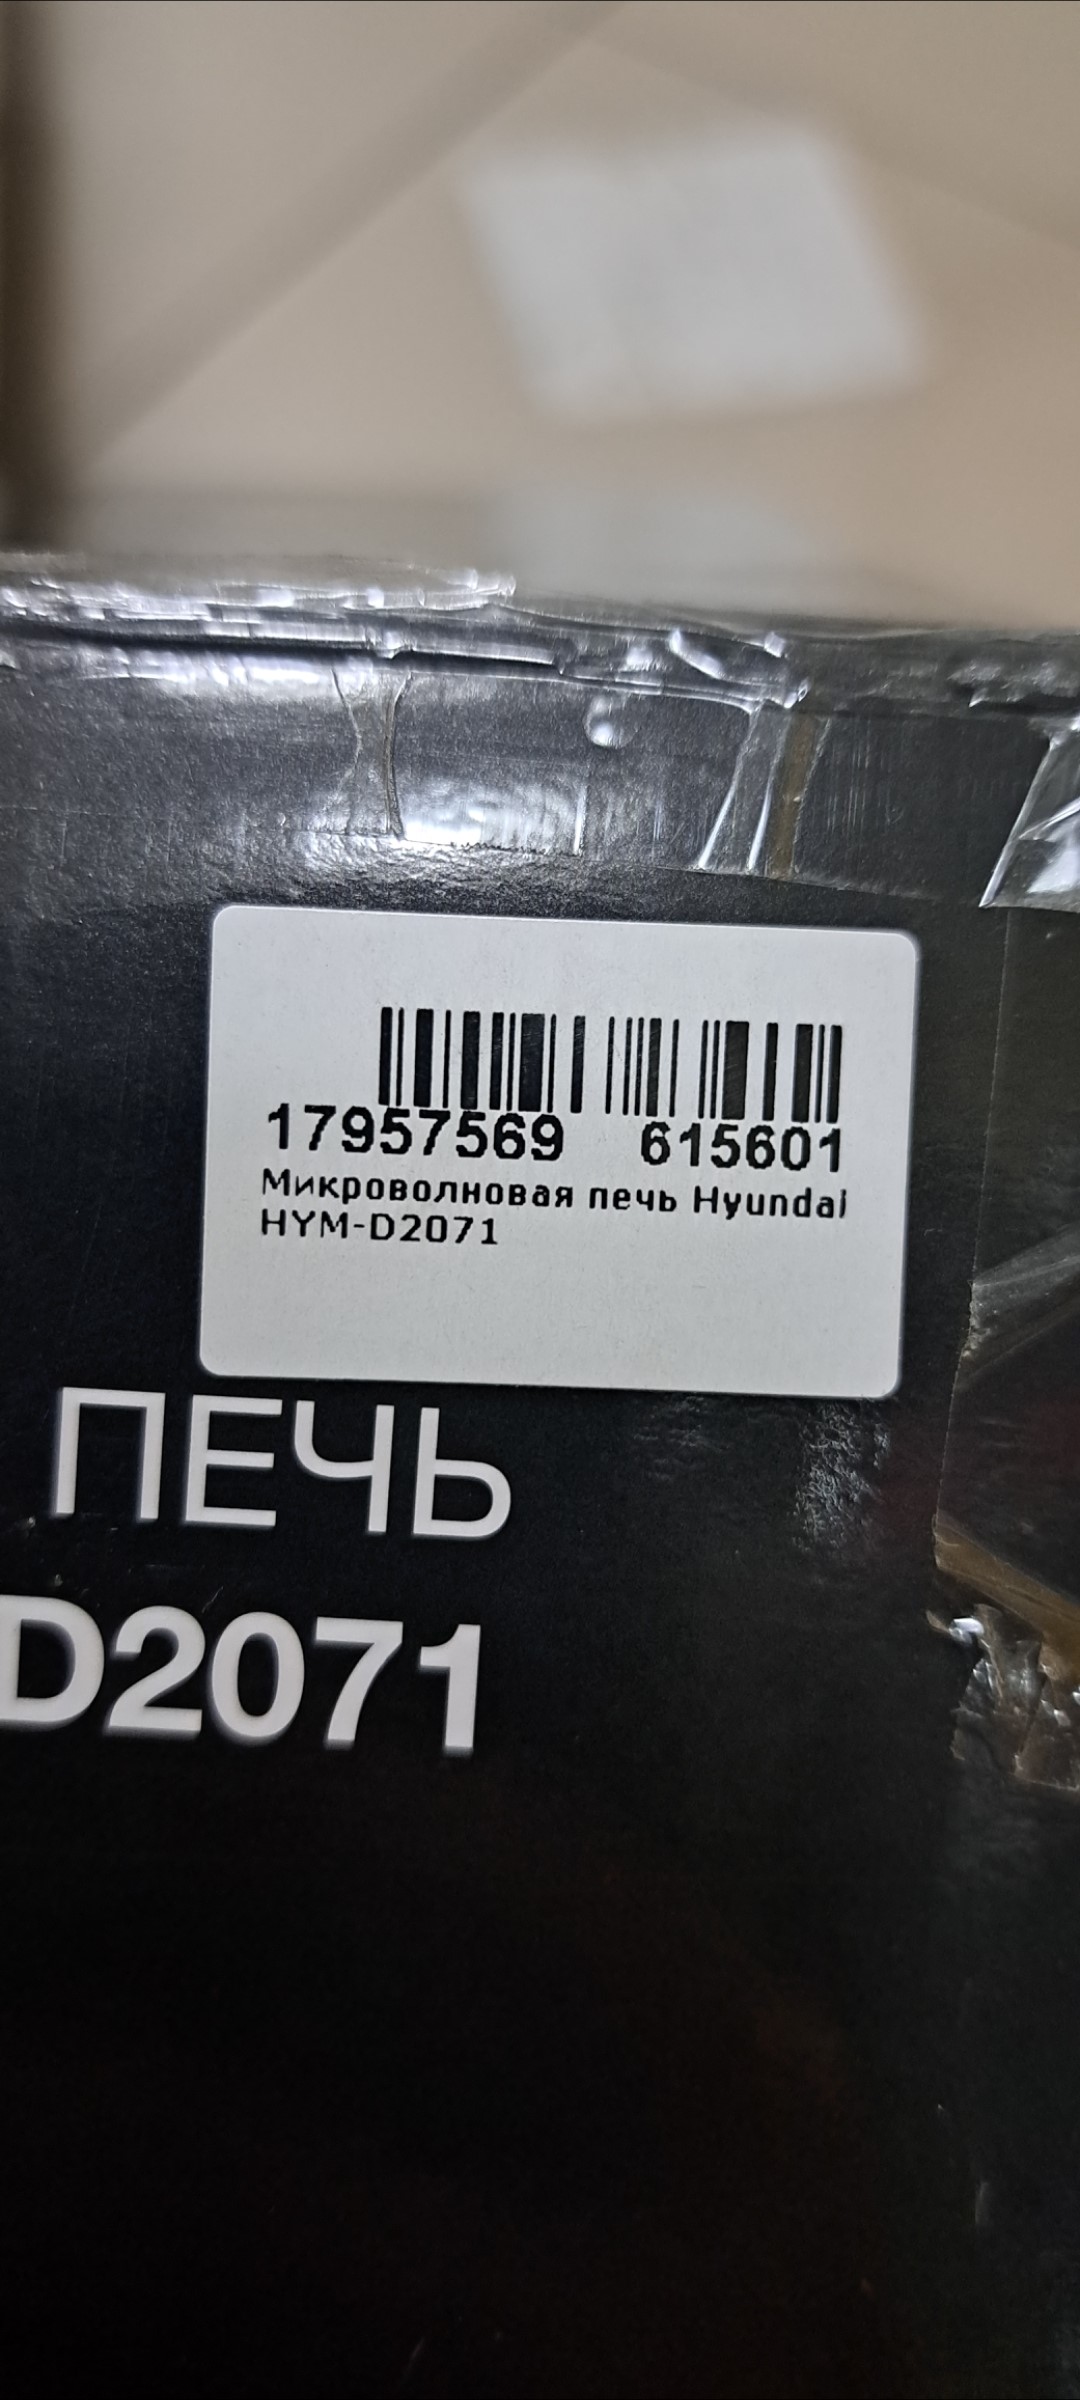 17957569 615601
Микроволновая печь Hyundai
HYM-D2071
ПЕЧЬ
D2071